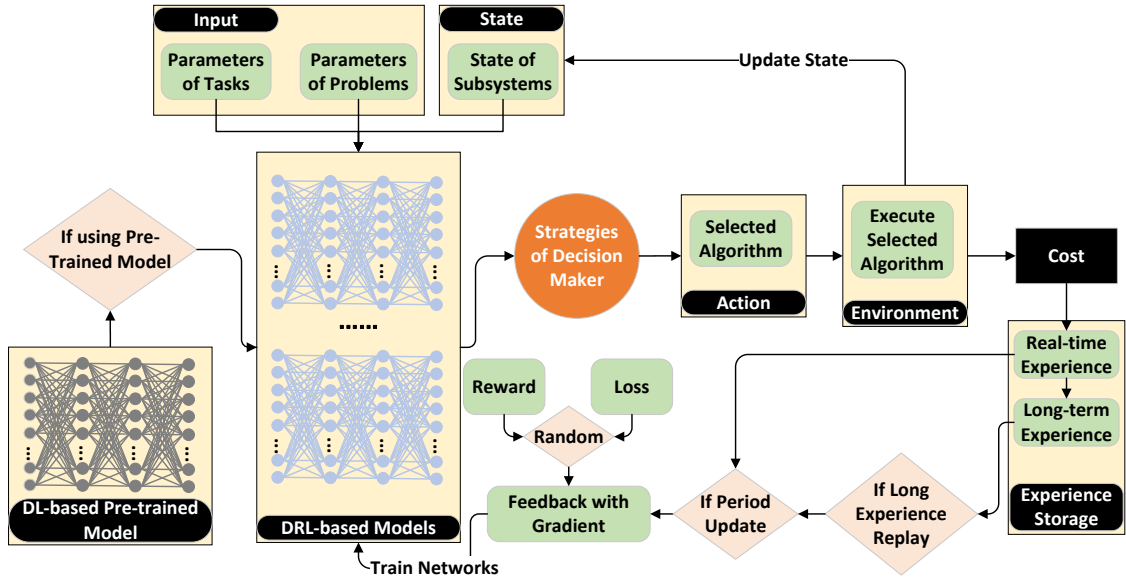 Input
State
Parameters
of Tasks
Parameters
of Problems
State of
Subsystems
Update State
If using Pre-
Trained Model
Strategies
of Decision
Maker
Selected
Algorithm
Action
Execute
Selected
Algorithm
Environment
Cost
Real-time
Experience
Long-term
Experience
Experience
Storage
Reward
Loss
Random
Feedback with
Gradient
If Period
Update
If Long
Experience
Replay
DL-based Pre-trained
Model
DRL-based Models
Train Networks